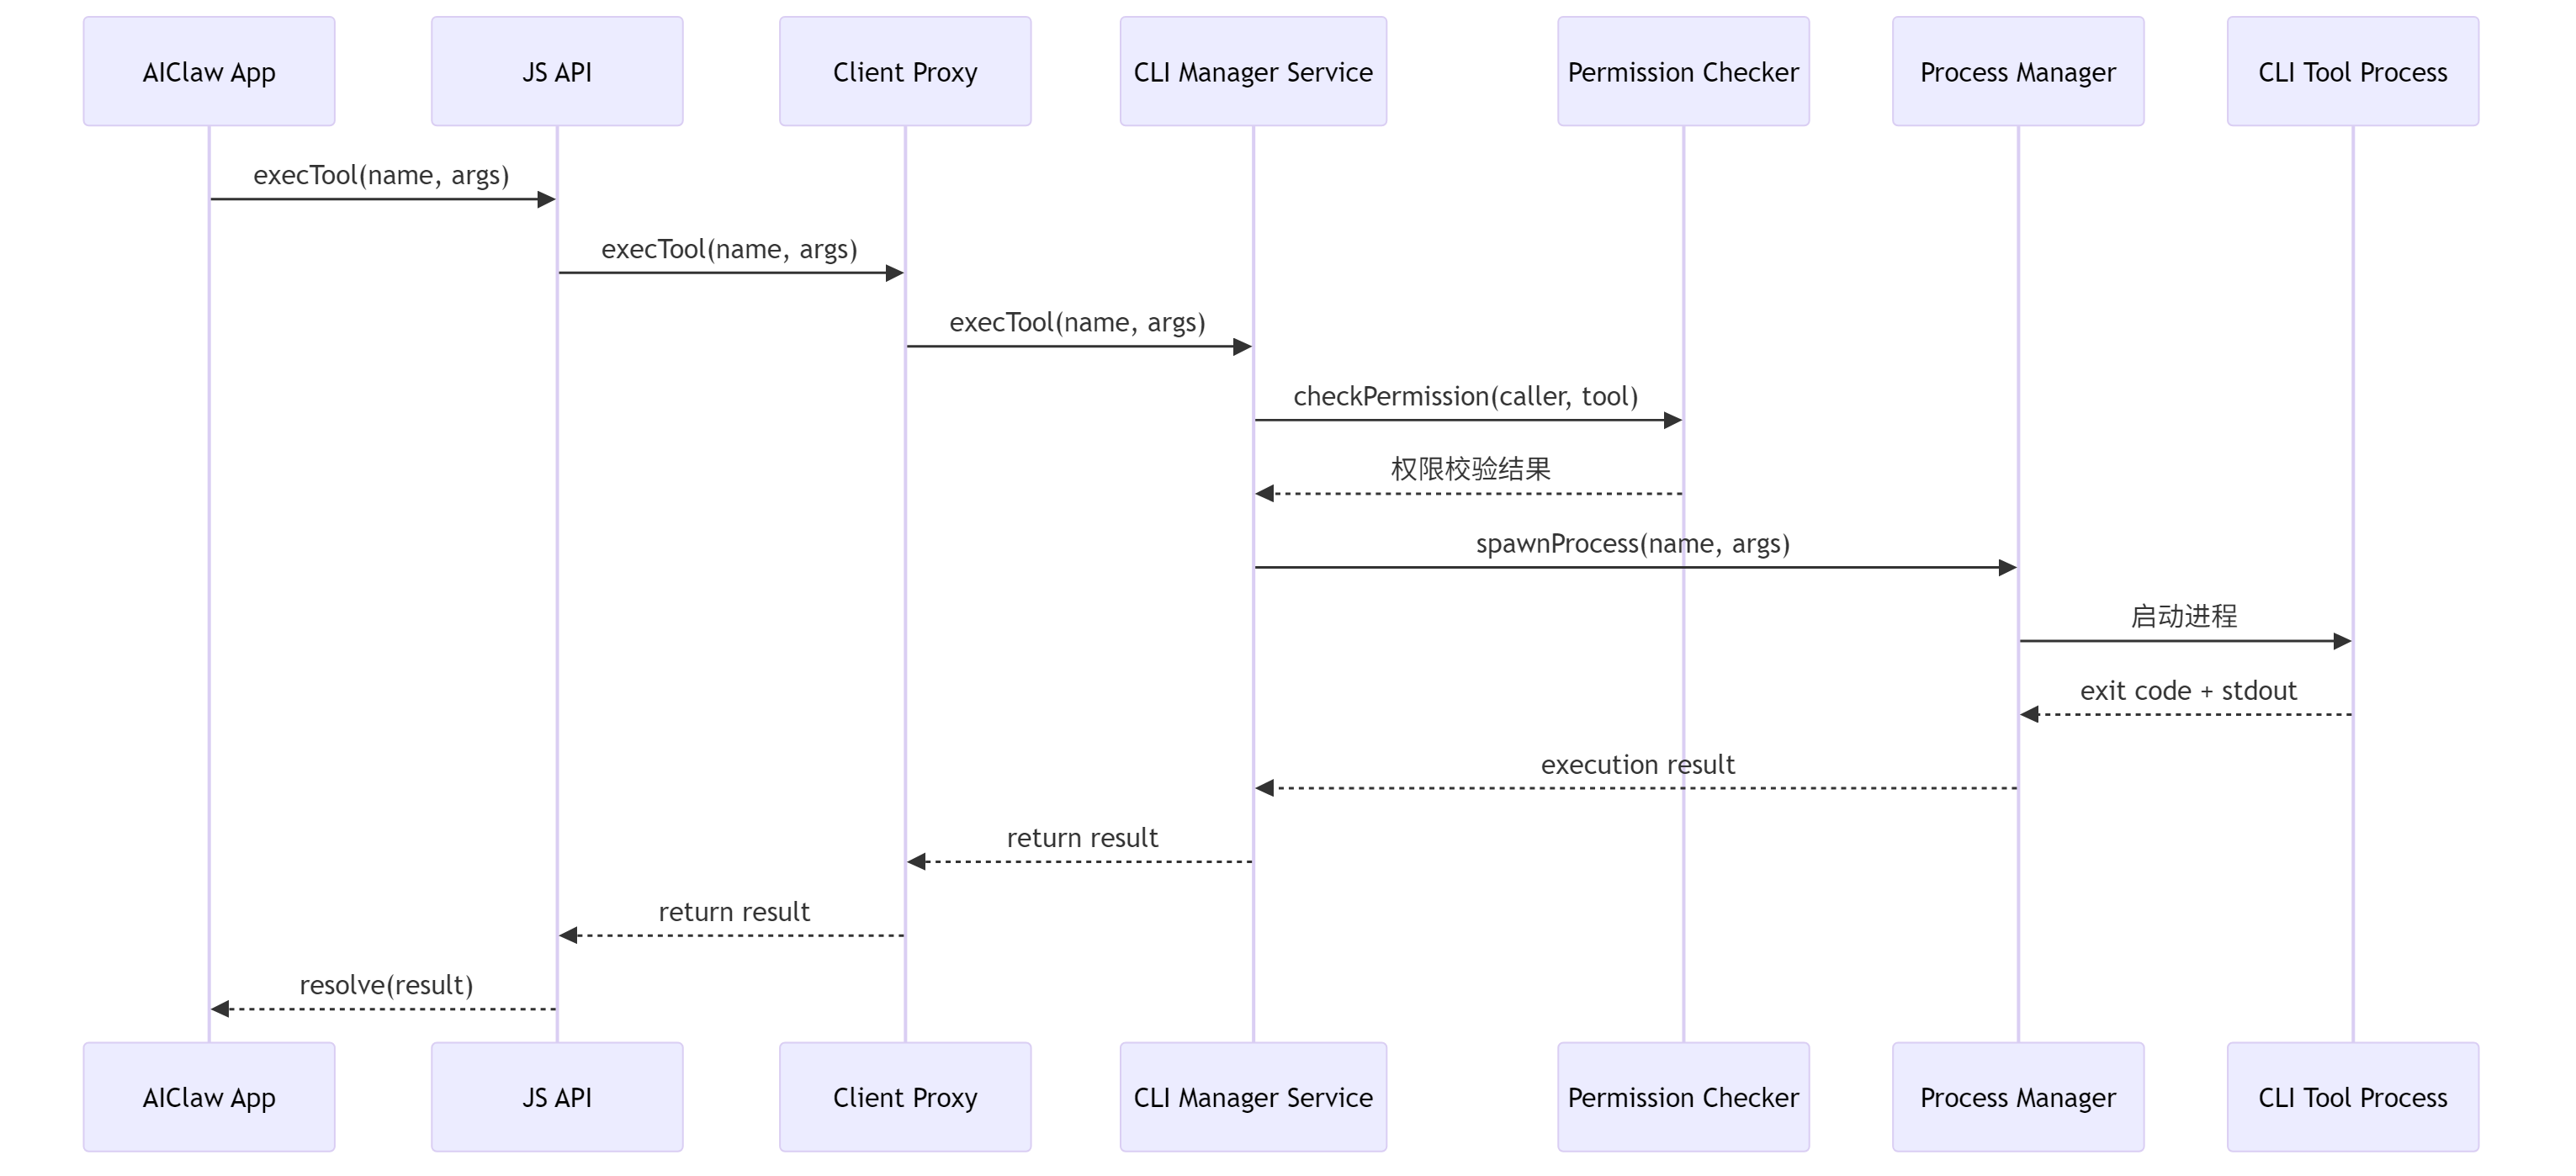 AIClaw App
JS API
Client Proxy
CLI Manager Service
Permission Checker
Process Manager
CLI Tool Process
execTool(name, args)
execTool(name, args)
execTool(name, args)
checkPermission(caller, tool)
权限校验结果
spawnProcess(name, args)
启动进程
exit code + stdout
execution result
return result
return result
resolve(result)
AIClaw App
JS API
Client Proxy
CLI Manager Service
Permission Checker
Process Manager
CLI Tool Process